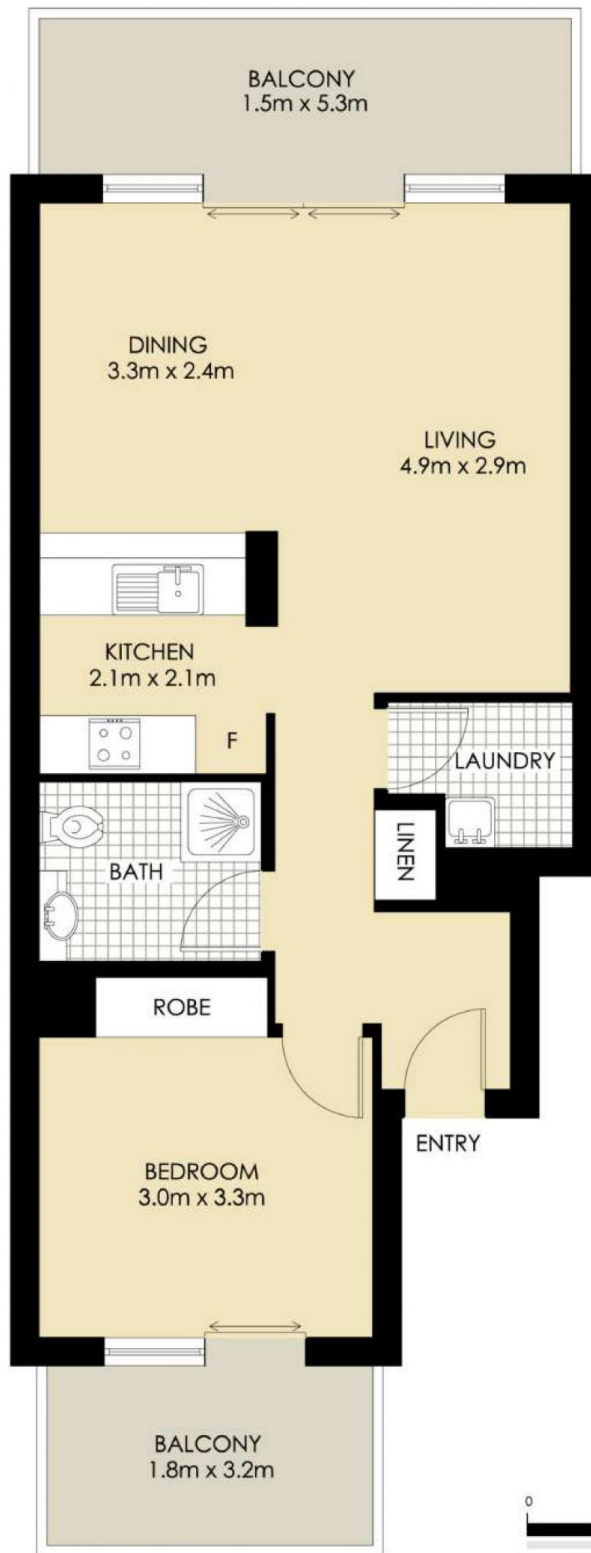 BALCONY
1.5m x 5.3m
DINING
3.3m x 2.4m
LIVING
4.9m x 2.9m
KITCHEN
2.1m x 2.1m
F
LAUNDRY
LINEN
BATH
ROBE
ENTRY
BEDROOM
3.0m x 3.3m
BALCONY
1.8m x 3.2m
0